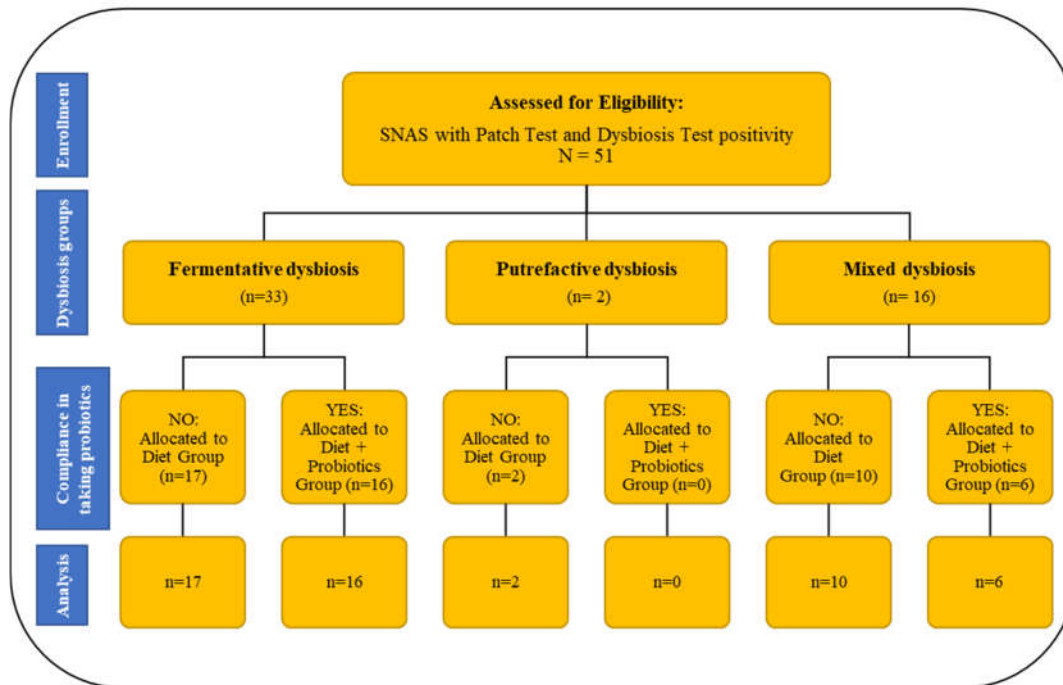 Enrollment
Assessed for Eligibility:
SNAS with Patch Test and Dysbiosis Test positivity
N = 51
Dysbiosis groups
Fermentative dysbiosis
(n=33)
Putrefactive dysbiosis
(n= 2)
Mixed dysbiosis
(n= 16)
Compliance in
taking probiotics
NO:
Allocated to
Diet Group
(n=17)
YES:
Allocated to
Diet +
Probiotics
Group (n=16)
NO:
Allocated to
Diet Group
(n=2)
YES:
Allocated to
Diet +
Probiotics
Group (n=0)
NO:
Allocated to
Diet
Group (n=10)
YES:
Allocated to
Diet +
Probiotics
Group (n=6)
Analysis
n=17
n=16
n=2
n=0
n=10
n=6